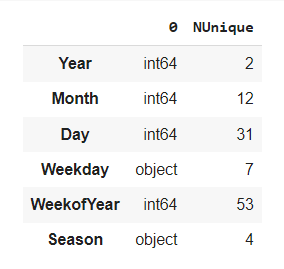 0 NUnique
Year int64 2
Month int64 12
Day int64 31
Weekday object 7
WeekofYear int64 53
Season object 4